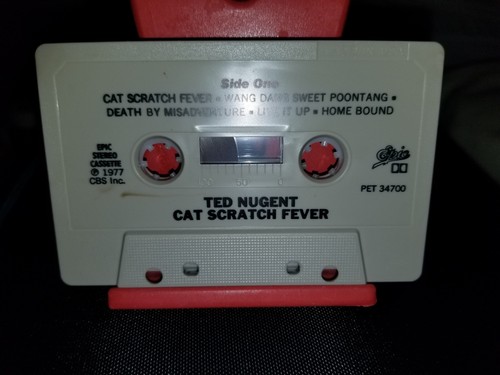 Side One
CAT SCRATCH FEVER • WANG DANG SWEET POONTANG •
DEATH BY MISADVENTURE • LIVE IT UP • HOME BOUND
EPIC
STEREO
CASSETTE
℗ 1977
CBS Inc.
Epic
PET 34700
TED NUGENT
CAT SCRATCH FEVER